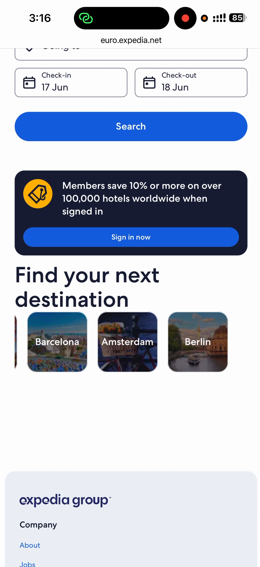 3:16
85
euro.expedia.net
Check-in
17 Jun
Check-out
18 Jun
Search
Members save 10% or more on over
100,000 hotels worldwide when
signed in
Sign in now
Find your next
destination
Barcelona
Amsterdam
Berlin
expedia group
Company
About
Jobs